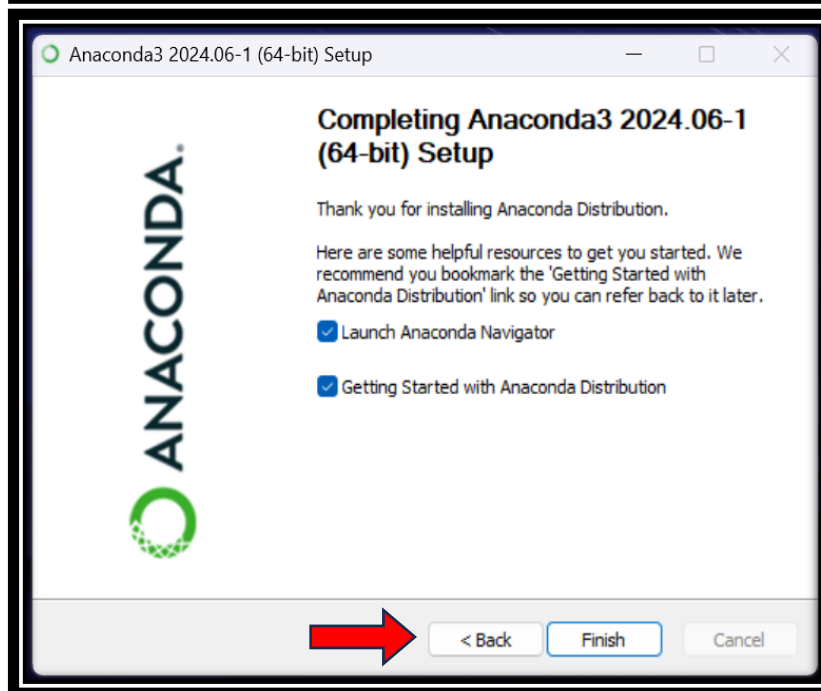 Anaconda3 2024.06-1 (64-bit) Setup
Completing Anaconda3 2024.06-1
(64-bit) Setup
Thank you for installing Anaconda Distribution.
Here are some helpful resources to get you started. We
recommend you bookmark the 'Getting Started with
Anaconda Distribution' link so you can refer back to it later.
Launch Anaconda Navigator
Getting Started with Anaconda Distribution
ANACONDA.
< Back Finish Cancel